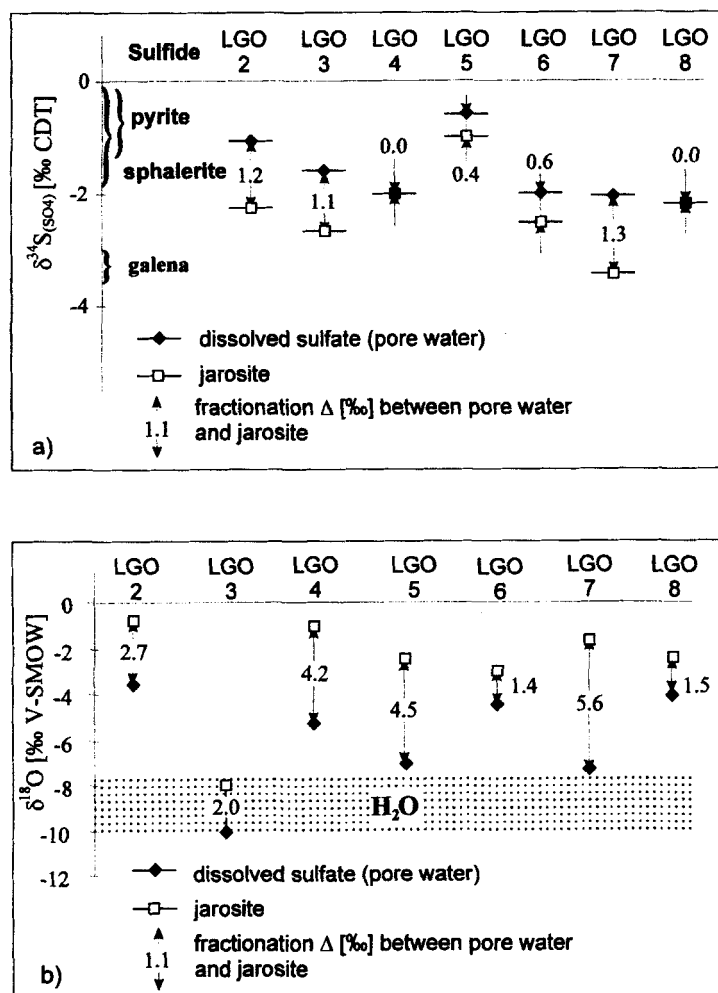 Sulfide LGO LGO LGO LGO LGO LGO LGO
2 3 4 5 6 7 8
0
pyrite
0.0 0.6 0.0
sphalerite 1.2 1.1 0.4
-2
1.3
galena
-4
δ³⁴S(SO4) [‰ CDT]
dissolved sulfate (pore water)
jarosite
fractionation Δ [‰] between pore water
1.1 and jarosite
a)
LGO LGO LGO LGO LGO LGO LGO
2 3 4 5 6 7 8
0
-2
2.7 4.2 1.4 1.5
-4
4.5 5.6
-6
-8
2.0 H₂O
-10
-12
δ¹⁸O [‰ V-SMOW]
dissolved sulfate (pore water)
jarosite
fractionation Δ [‰] between pore water
1.1 and jarosite
b)